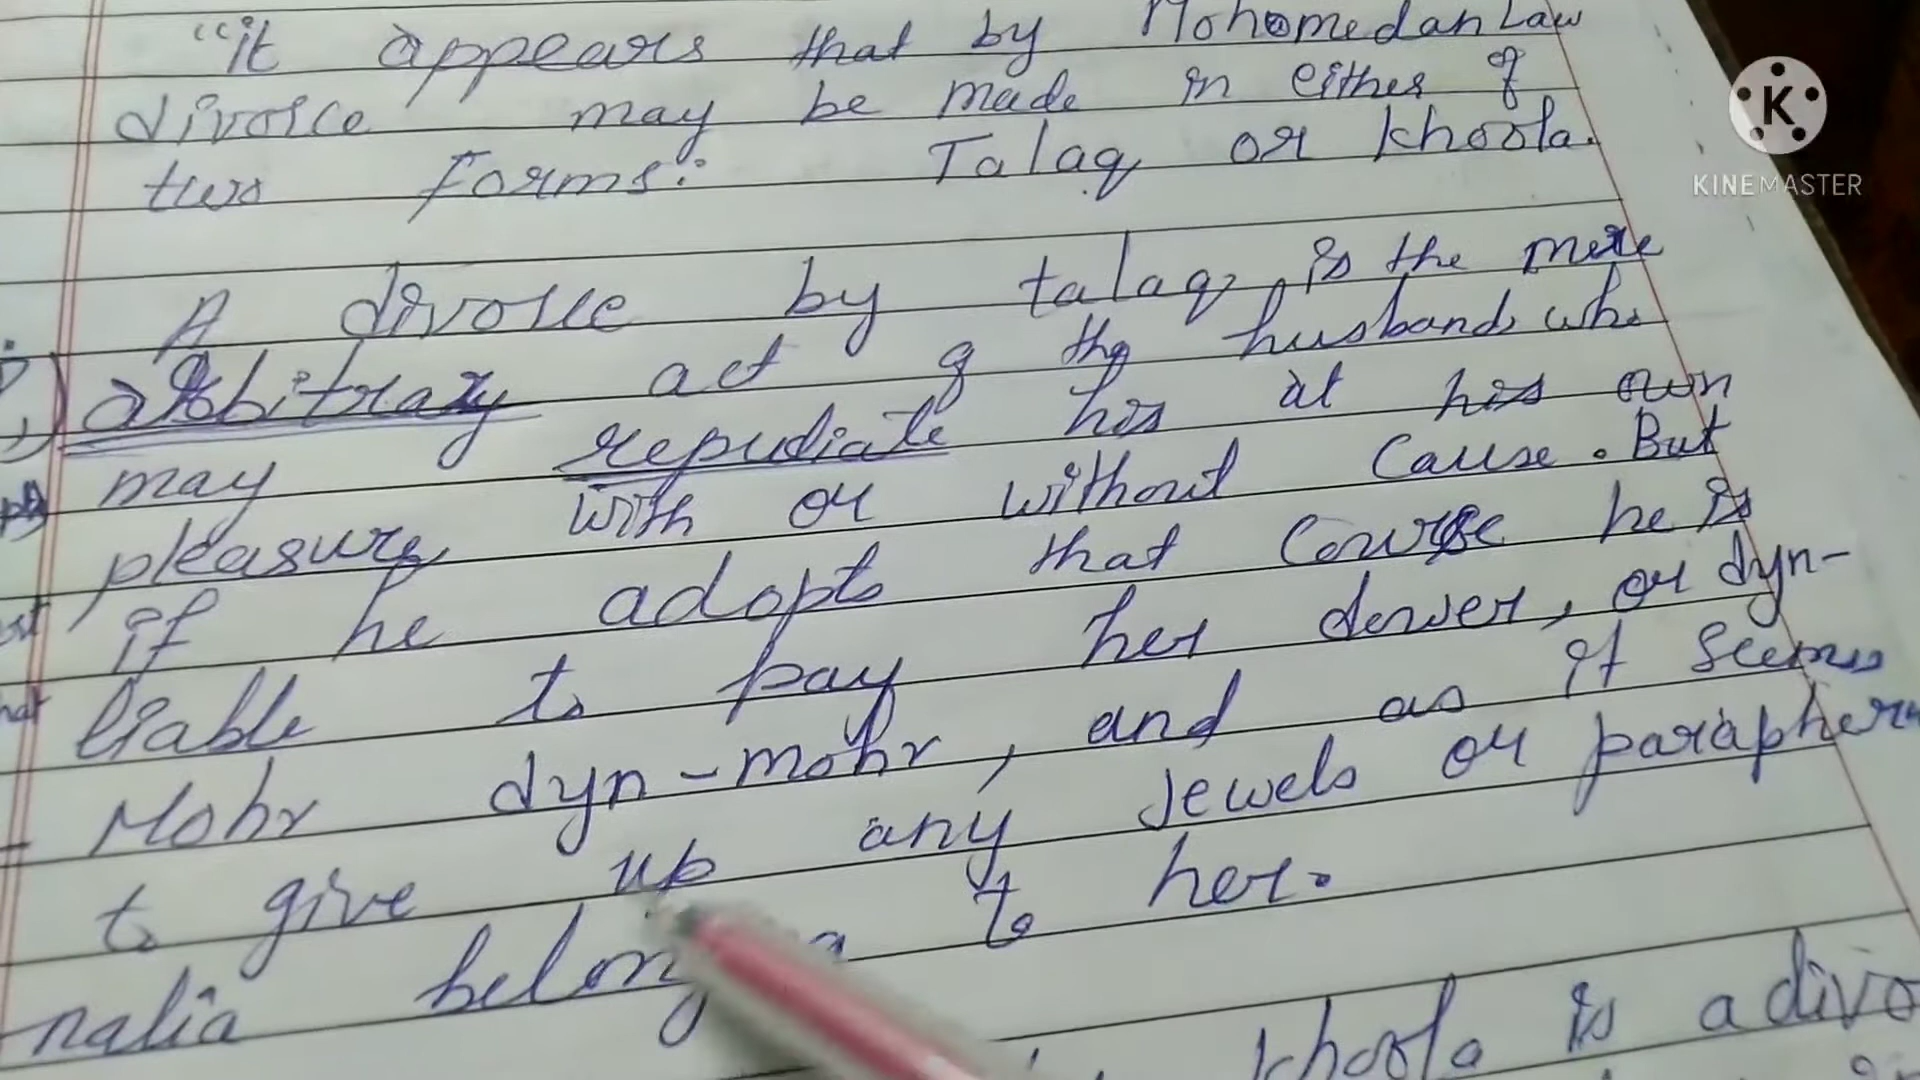 "it appears that by Mohomedan Law
divorce may be made in either of
two forms: Talaq or khoola.
A divorce by talaq, is the mere
arbitrary act of the husband, who
may repudiate his at his own
pleasure, with or without cause. But
if he adopts that course he is
liable to pay her dower, or dyn-
Mohr dyn-mohr, and as it seems
to give up any jewels or parapher
nalia to her.
khoola is a divo
K
KINEMASTER